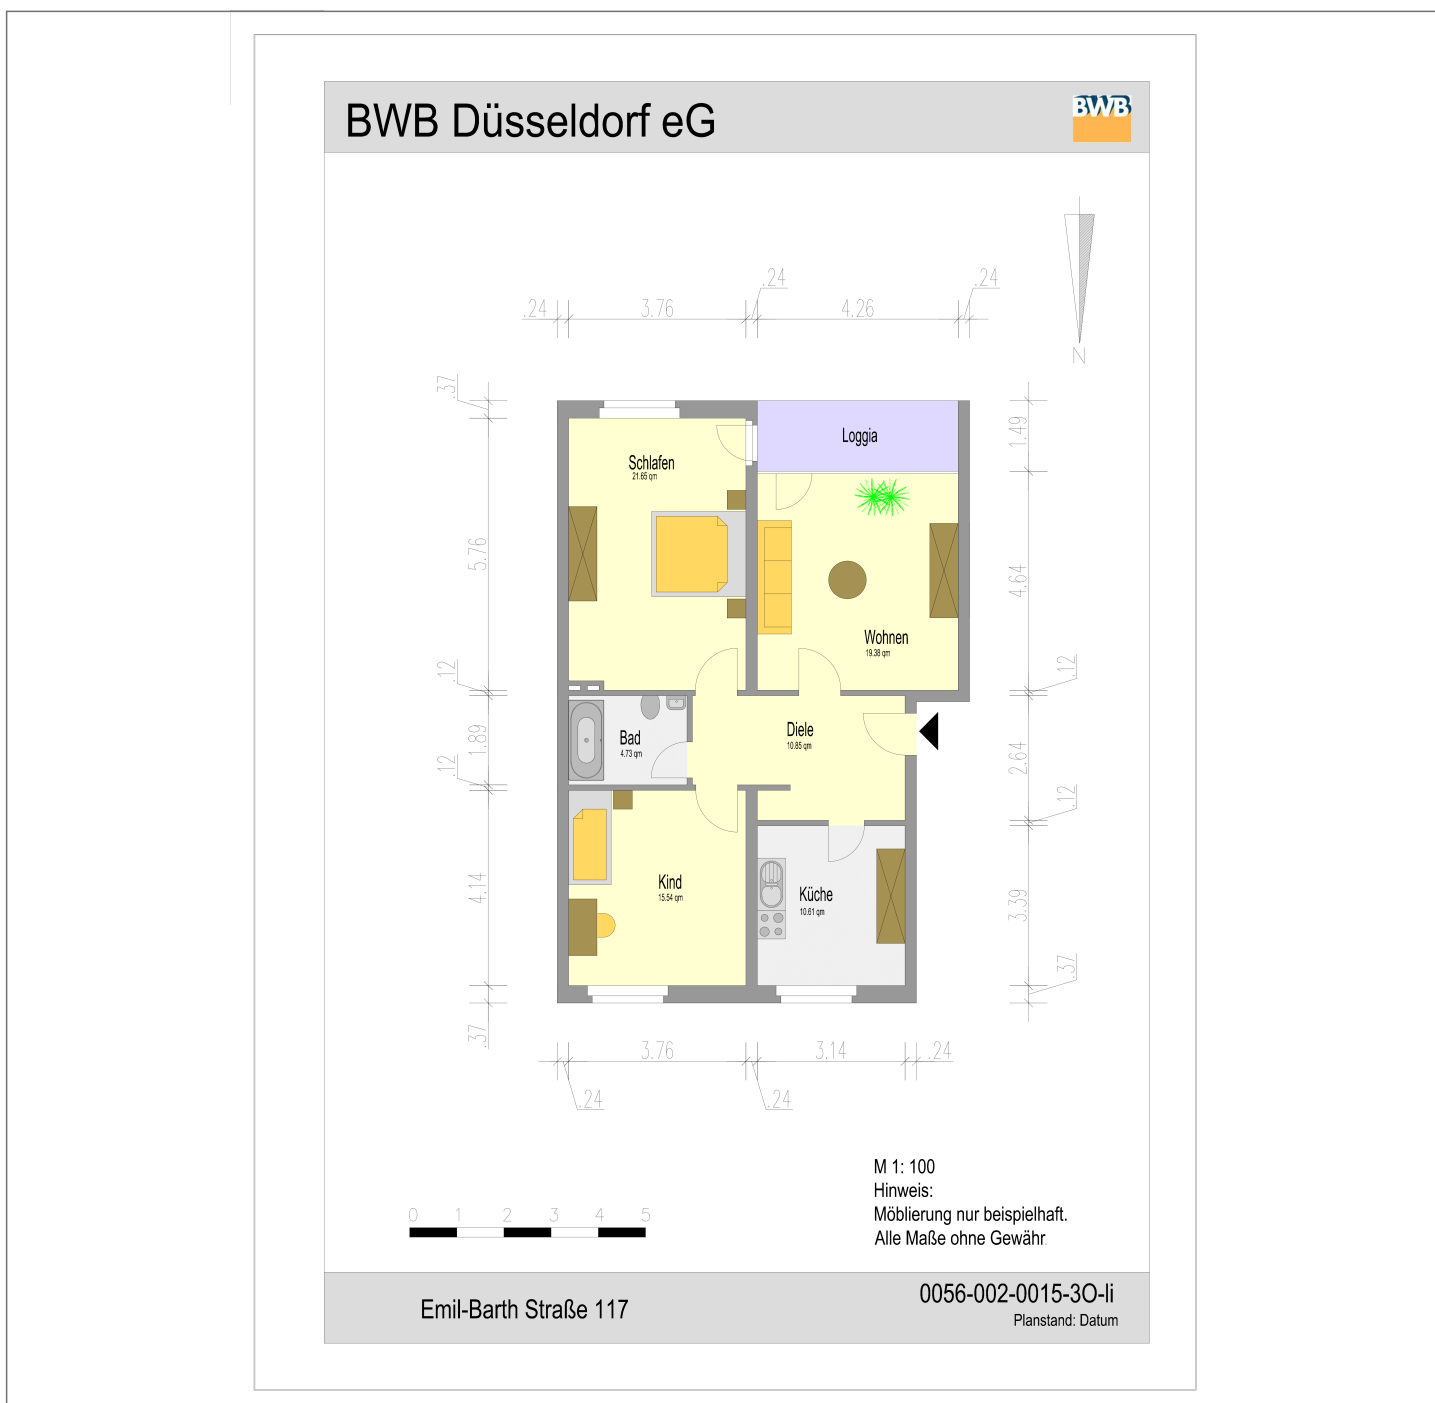 BWB Düsseldorf eG
BWB
N
.24
3.76
.24
4.26
.24
.37
5.76
.12
1.89
.12
4.14
.37
1.49
4.64
.12
2.64
.12
3.39
.37
Loggia
Schlafen
21.65 qm
Wohnen
19.38 qm
Diele
10.85 qm
Bad
4.73 qm
Kind
15.54 qm
Küche
10.61 qm
3.76
3.14
.24
.24
.24
M 1: 100
Hinweis:
Möblierung nur beispielhaft.
Alle Maße ohne Gewähr
0 1 2 3 4 5
Emil-Barth Straße 117
0056-002-0015-3O-li
Planstand: Datum